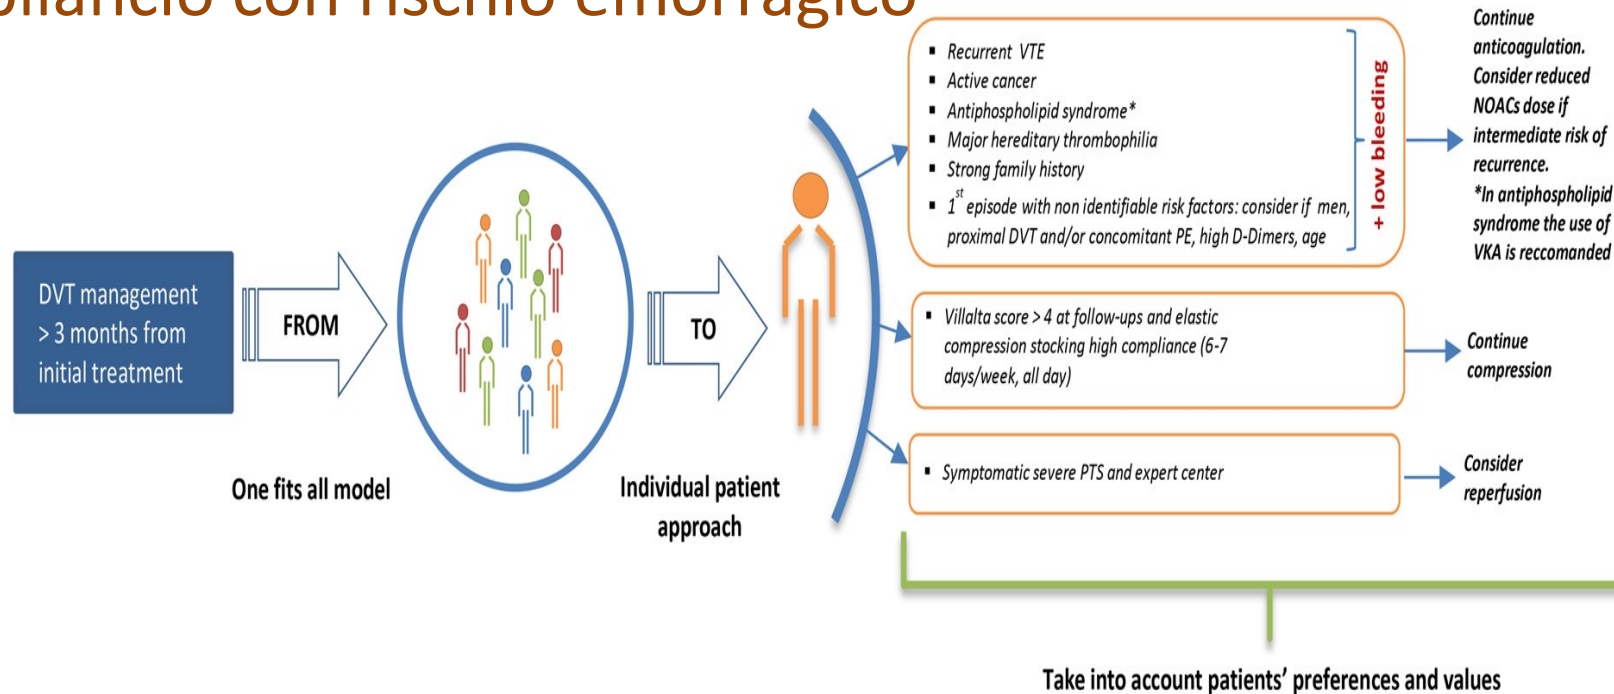 bilancio con rischio emorragico
DVT management
> 3 months from
initial treatment
FROM
One fits all model
TO
Individual patient
approach
▪ Recurrent VTE
▪ Active cancer
▪ Antiphospholipid syndrome*
▪ Major hereditary thrombophilia
▪ Strong family history
▪ 1st episode with non identifiable risk factors: consider if men,
proximal DVT and/or concomitant PE, high D-Dimers, age
+ low bleeding
Continue
anticoagulation.
Consider reduced
NOACs dose if
intermediate risk of
recurrence.
*In antiphospholipid
syndrome the use of
VKA is reccomanded
▪ Villalta score > 4 at follow-ups and elastic
compression stocking high compliance (6-7
days/week, all day)
Continue
compression
▪ Symptomatic severe PTS and expert center
Consider
reperfusion
Take into account patients' preferences and values